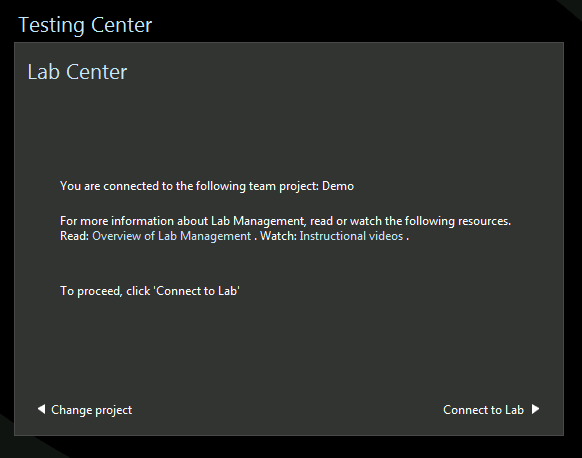 Testing Center
Lab Center
You are connected to the following team project: Demo
For more information about Lab Management, read or watch the following resources.
Read: Overview of Lab Management . Watch: Instructional videos .
To proceed, click 'Connect to Lab'
Change project
Connect to Lab